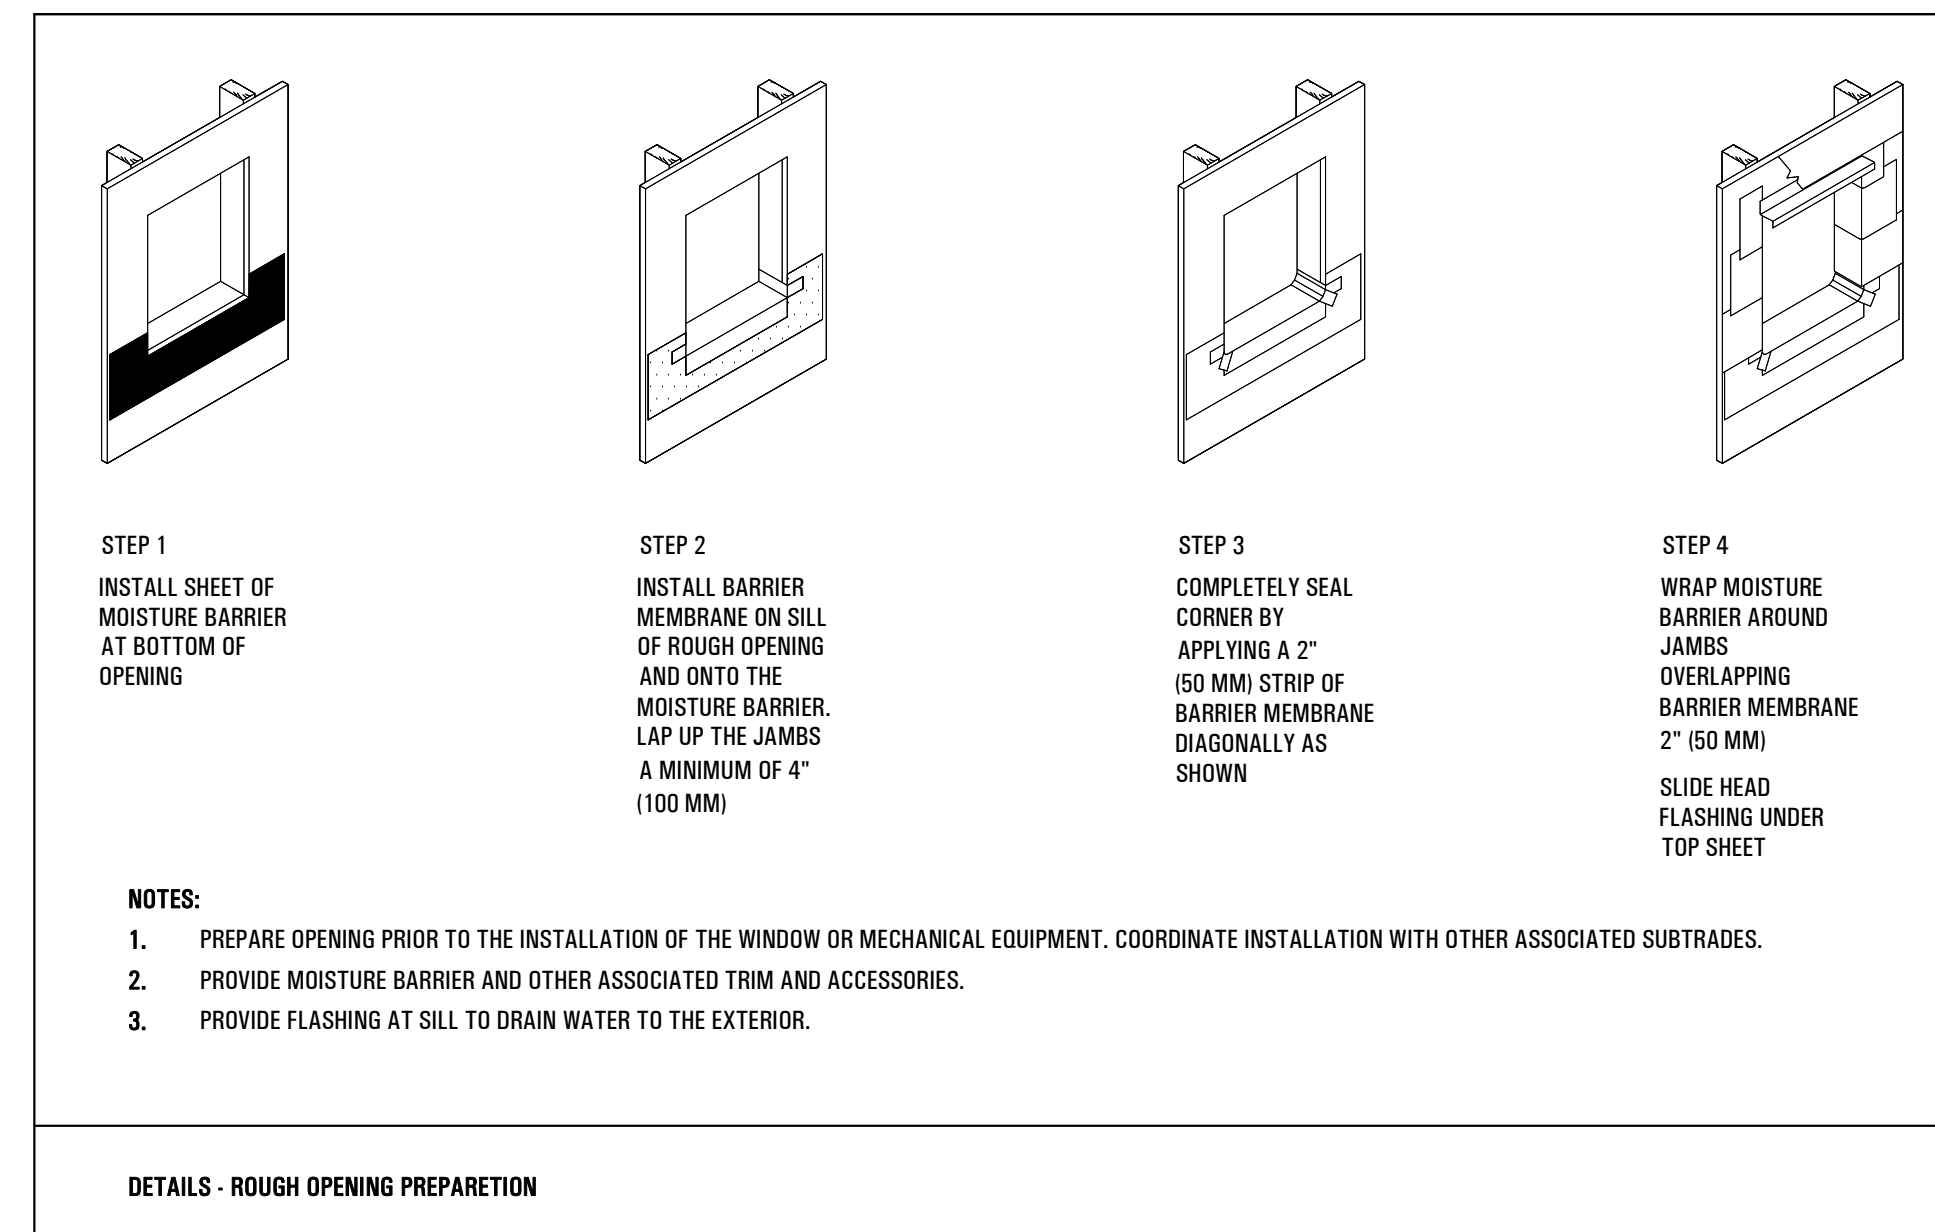 STEP 1
INSTALL SHEET OF
MOISTURE BARRIER
AT BOTTOM OF
OPENING
STEP 2
INSTALL BARRIER
MEMBRANE ON SILL
OF ROUGH OPENING
AND ONTO THE
MOISTURE BARRIER.
LAP UP THE JAMBS
A MINIMUM OF 4"
(100 MM)
STEP 3
COMPLETELY SEAL
CORNER BY
APPLYING A 2"
(50 MM) STRIP OF
BARRIER MEMBRANE
DIAGONALLY AS
SHOWN
STEP 4
WRAP MOISTURE
BARRIER AROUND
JAMBS
OVERLAPPING
BARRIER MEMBRANE
2" (50 MM)
SLIDE HEAD
FLASHING UNDER
TOP SHEET
NOTES:
1. PREPARE OPENING PRIOR TO THE INSTALLATION OF THE WINDOW OR MECHANICAL EQUIPMENT. COORDINATE INSTALLATION WITH OTHER ASSOCIATED SUBTRADES.
2. PROVIDE MOISTURE BARRIER AND OTHER ASSOCIATED TRIM AND ACCESSORIES.
3. PROVIDE FLASHING AT SILL TO DRAIN WATER TO THE EXTERIOR.
DETAILS - ROUGH OPENING PREPARETION